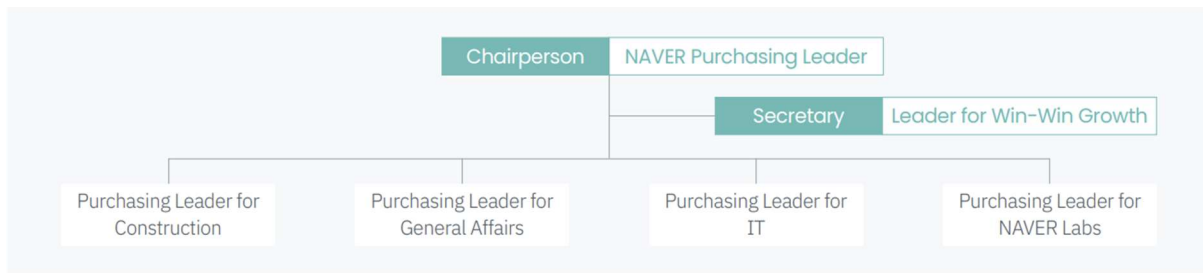 Chairperson NAVER Purchasing Leader
Secretary Leader for Win-Win Growth
Purchasing Leader for
Construction
Purchasing Leader for
General Affairs
Purchasing Leader for
IT
Purchasing Leader for
NAVER Labs